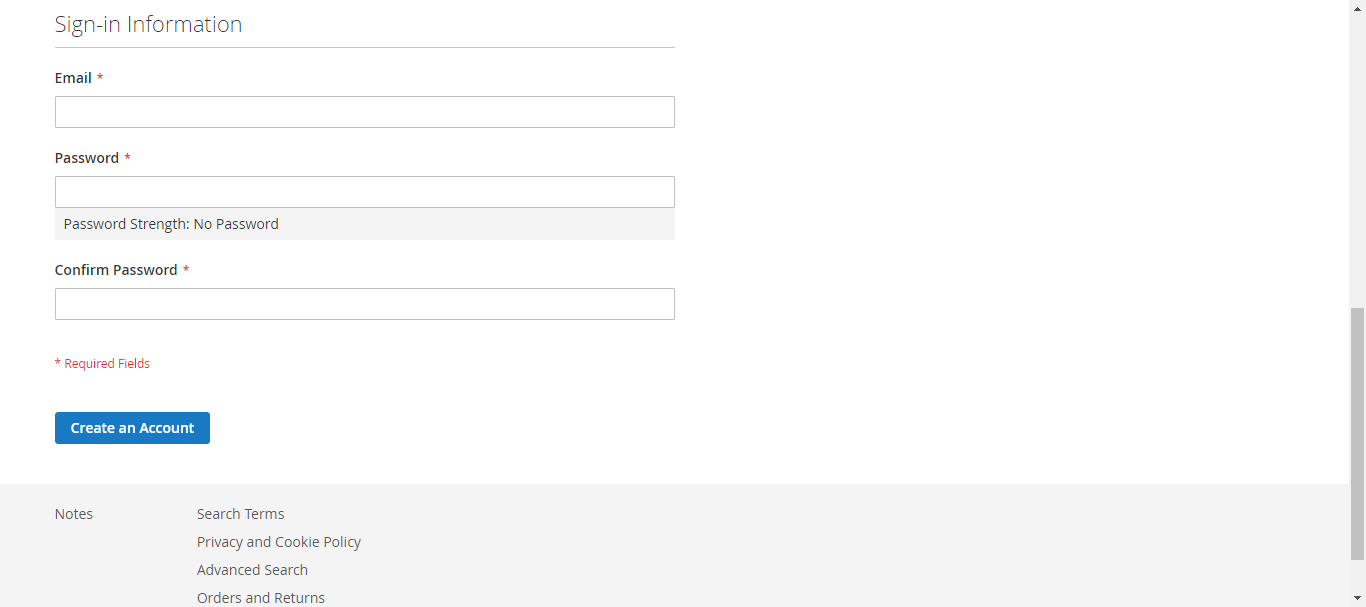 Sign-in Information
Email *
Password *
Password Strength: No Password
Confirm Password *
* Required Fields
Create an Account
Notes
Search Terms
Privacy and Cookie Policy
Advanced Search
Orders and Returns